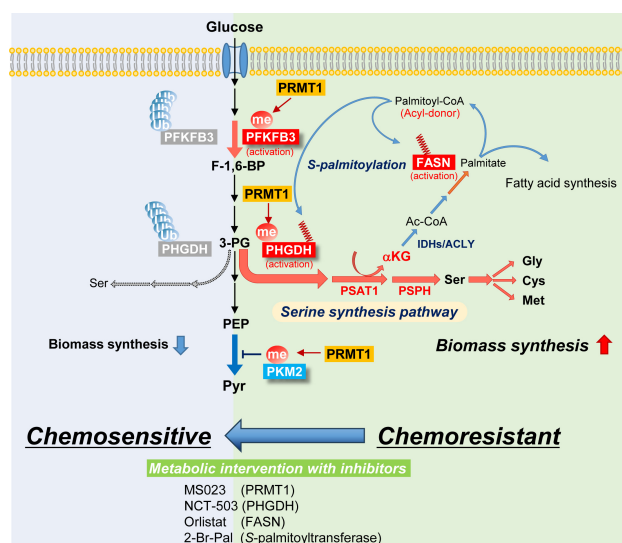 Glucose
PRMT1
Ub
me
Ub
PFKFB3
PFKFB3
(activation)
Palmitoyl-CoA
(Acyl-donor)
S-palmitoylation
FASN
(activation)
Palmitate
Fatty acid synthesis
F-1,6-BP
PRMT1
Ac-CoA
IDHs/ACLY
me
Ub
PHGDH
3-PG
PHGDH
(activation)
αKG
Ser
PSAT1
PSPH
Ser
Gly
Cys
Met
Serine synthesis pathway
PEP
Biomass synthesis
me
PRMT1
PKM2
Biomass synthesis
Pyr
Chemosensitive
Chemoresistant
Metabolic intervention with inhibitors
MS023 (PRMT1)
NCT-503 (PHGDH)
Orlistat (FASN)
2-Br-Pal (S-palmitoyltransferase)